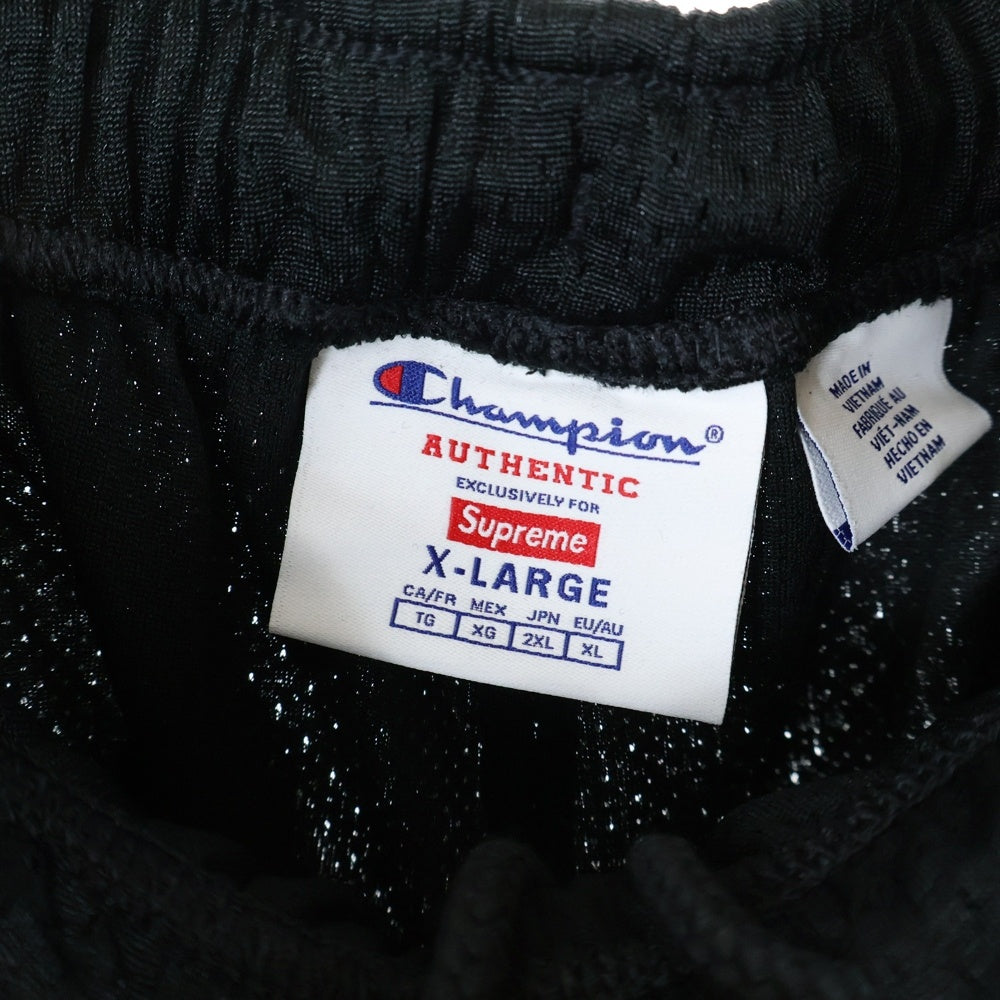 Champion®
AUTHENTIC
EXCLUSIVELY FOR
Supreme
X-LARGE
CA/FR MEX JPN EU/AU
TG XG 2XL XL
MADE IN
VIETNAM
FABRIQUÉ AU
VIÊT-NAM
HECHO EN
VIETNAM